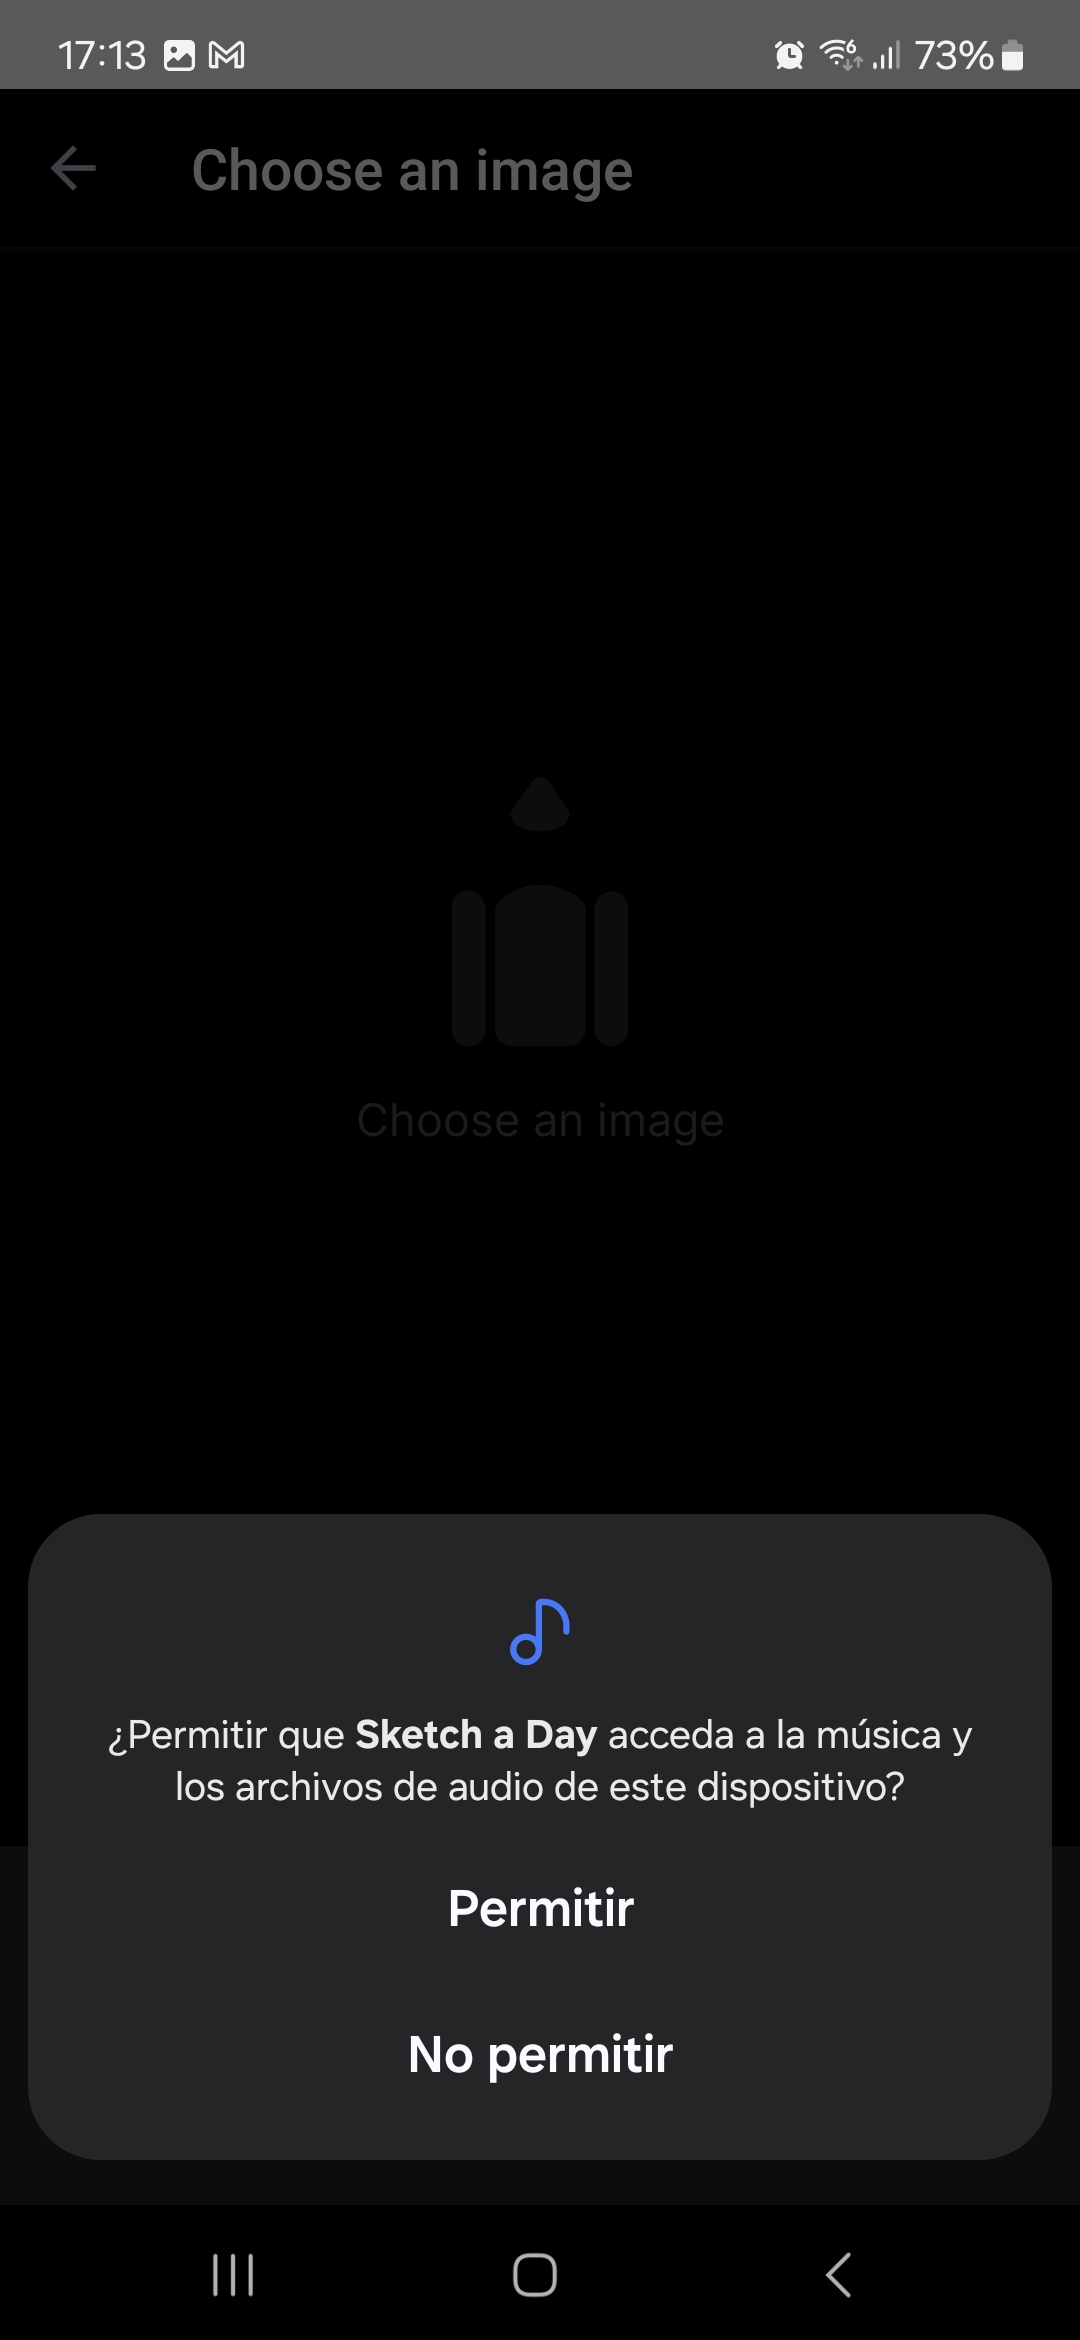 17:13
73%
Choose an image
Choose an image
¿Permitir que Sketch a Day acceda a la música y
los archivos de audio de este dispositivo?
Permitir
No permitir